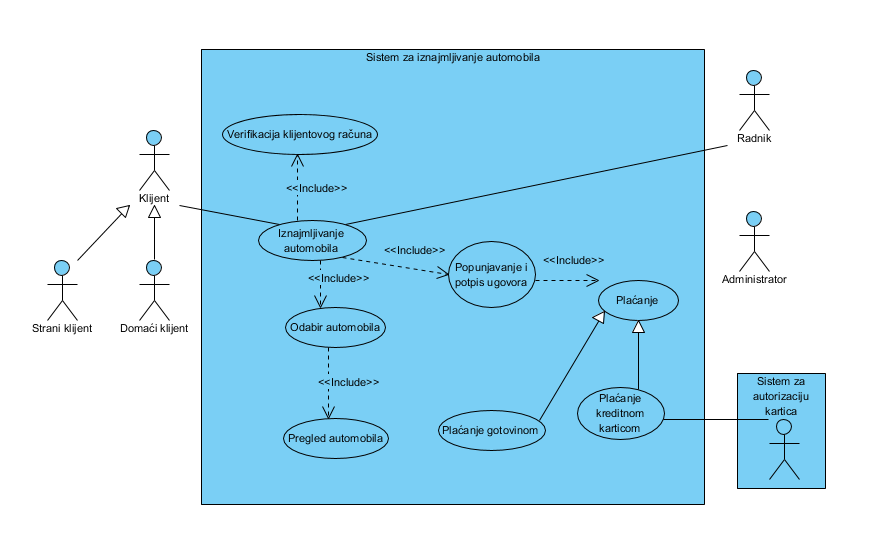 Sistem za iznajmljivanje automobila
Radnik
Verifikacija klijentovog računa
Klijent
<<Include>>
Iznajmljivanje
automobila
<<Include>>
Popunjavanje i
potpis ugovora
<<Include>>
<<Include>>
Administrator
Plaćanje
Strani klijent
Domaći klijent
Odabir automobila
<<Include>>
Sistem za
autorizaciju
kartica
Plaćanje
kreditnom
karticom
Plaćanje gotovinom
Pregled automobila